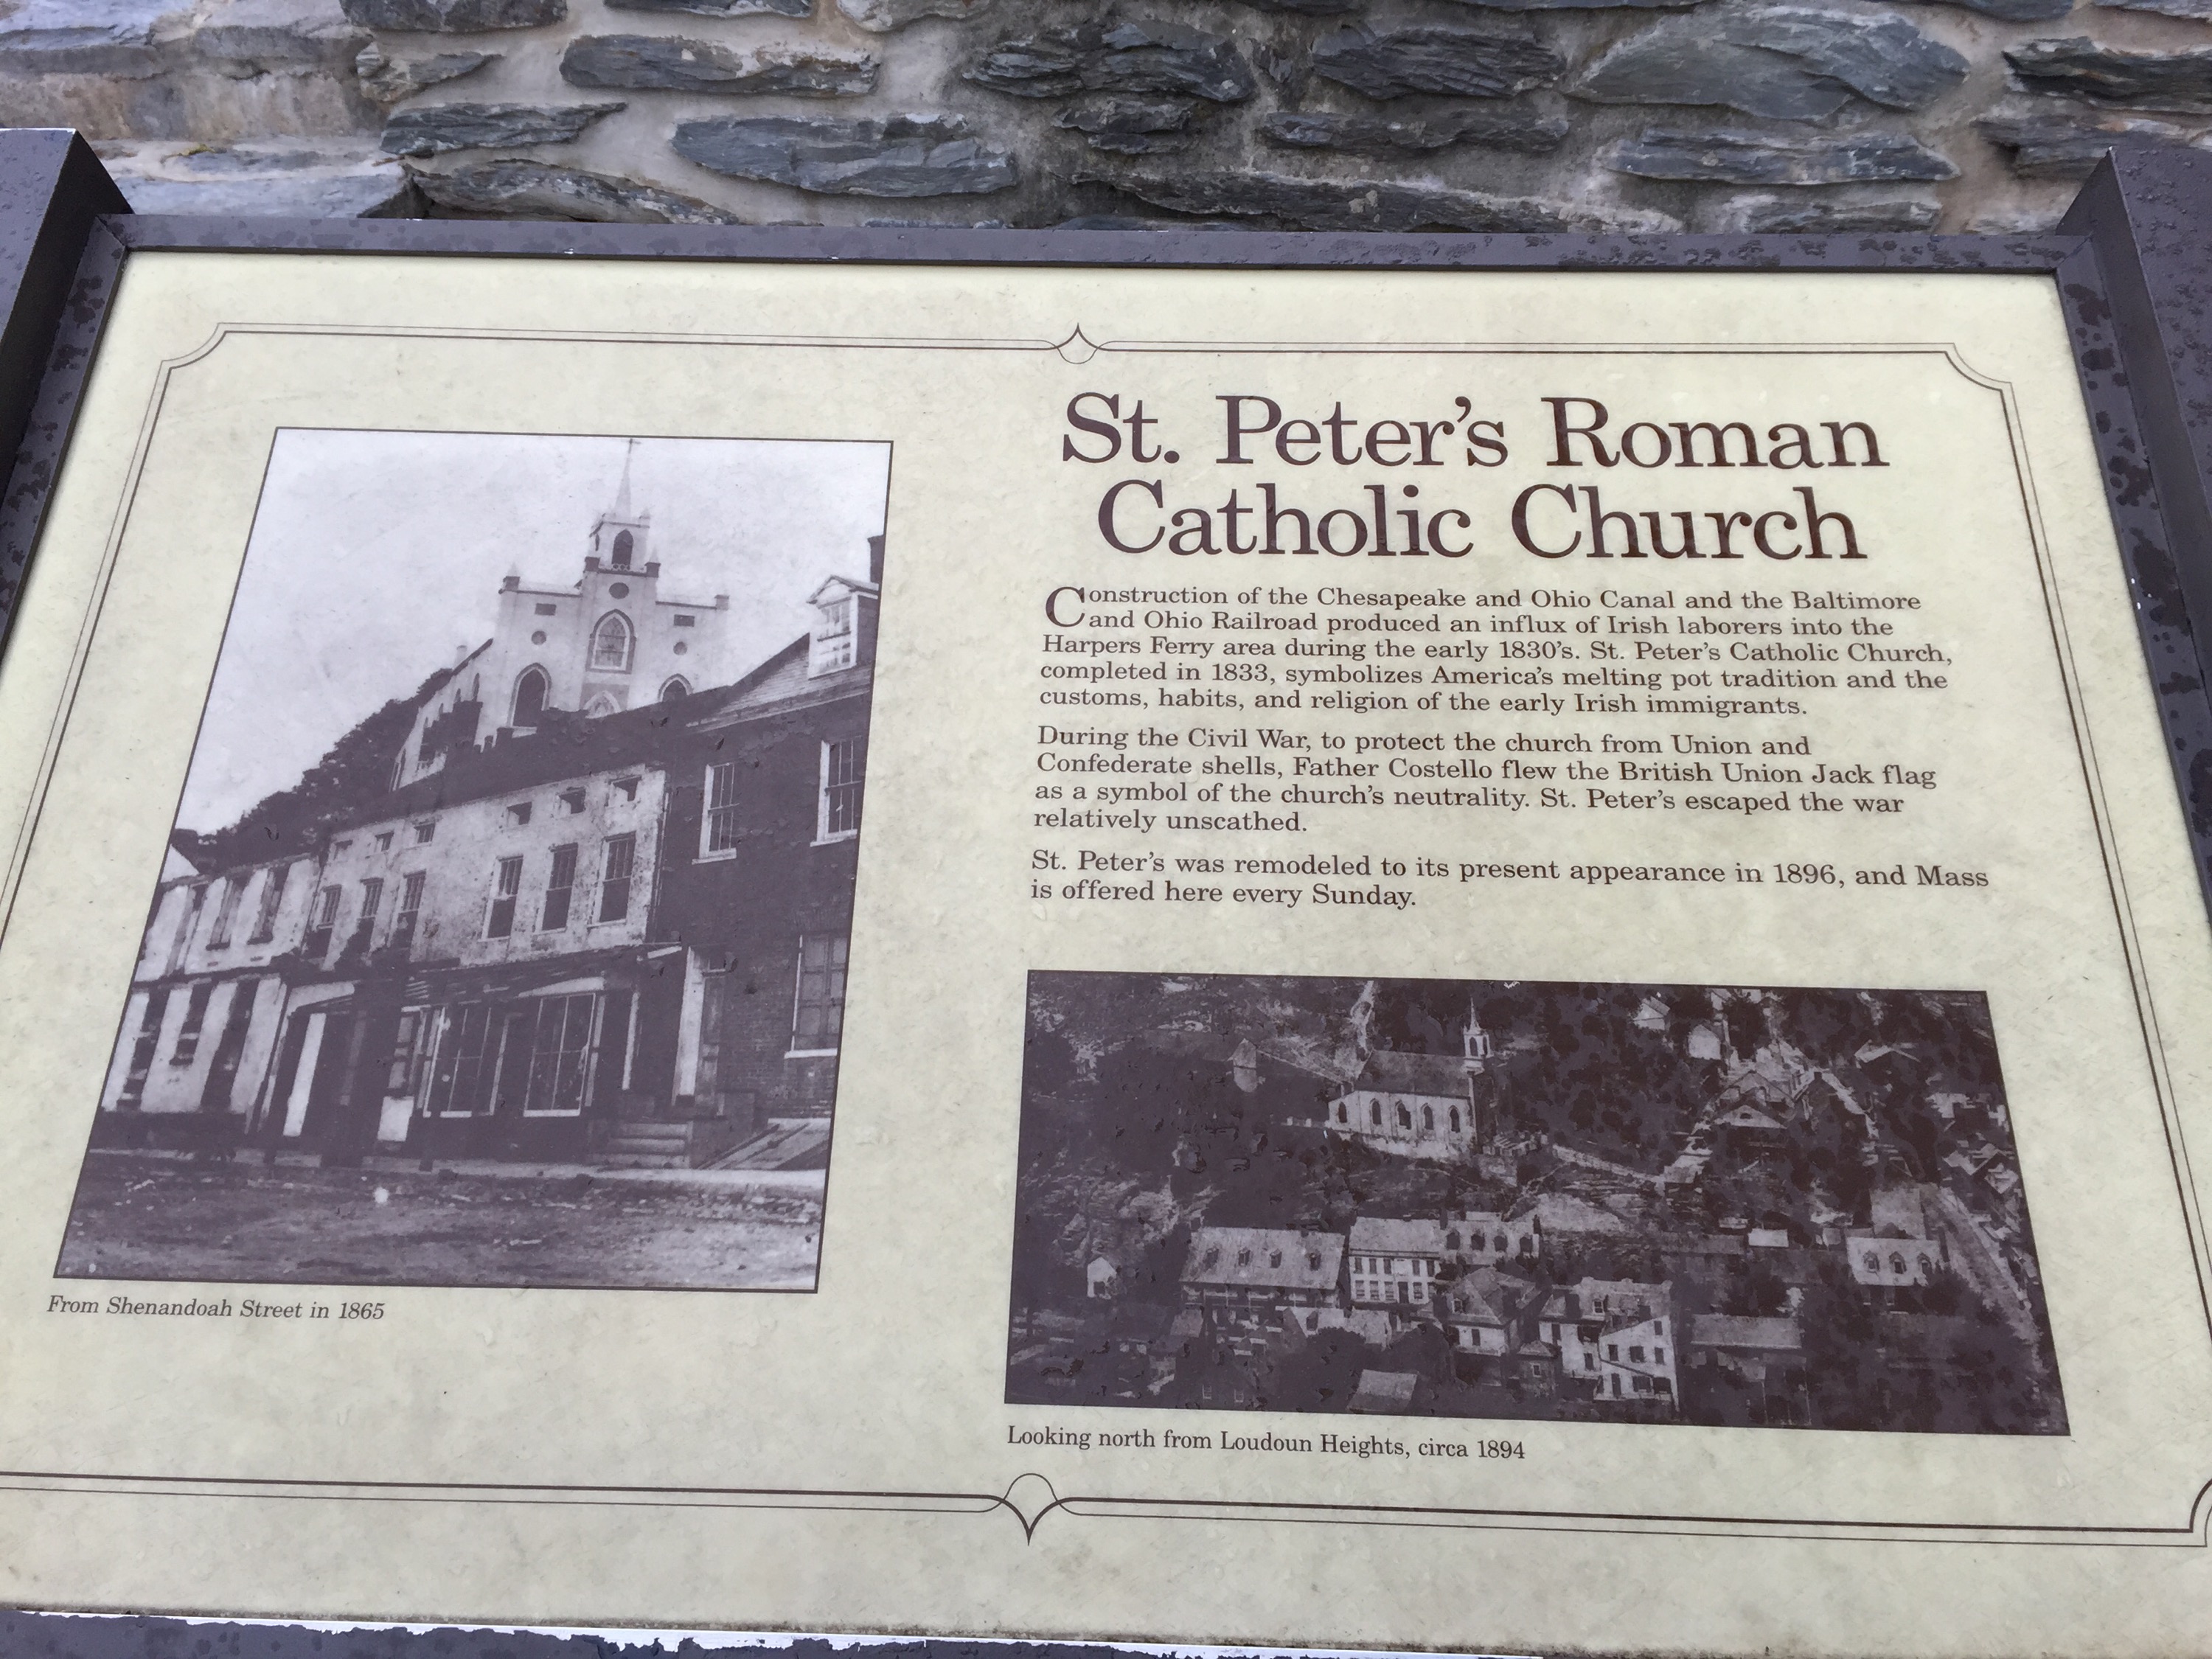 St. Peter's Roman
Catholic Church
Construction of the Chesapeake and Ohio Canal and the Baltimore
and Ohio Railroad produced an influx of Irish laborers into the
Harpers Ferry area during the early 1830's. St. Peter's Catholic Church,
completed in 1833, symbolizes America's melting pot tradition and the
customs, habits, and religion of the early Irish immigrants.
During the Civil War, to protect the church from Union and
Confederate shells, Father Costello flew the British Union Jack flag
as a symbol of the church's neutrality. St. Peter's escaped the war
relatively unscathed.
St. Peter's was remodeled to its present appearance in 1896, and Mass
is offered here every Sunday.
From Shenandoah Street in 1865
Looking north from Loudoun Heights, circa 1894